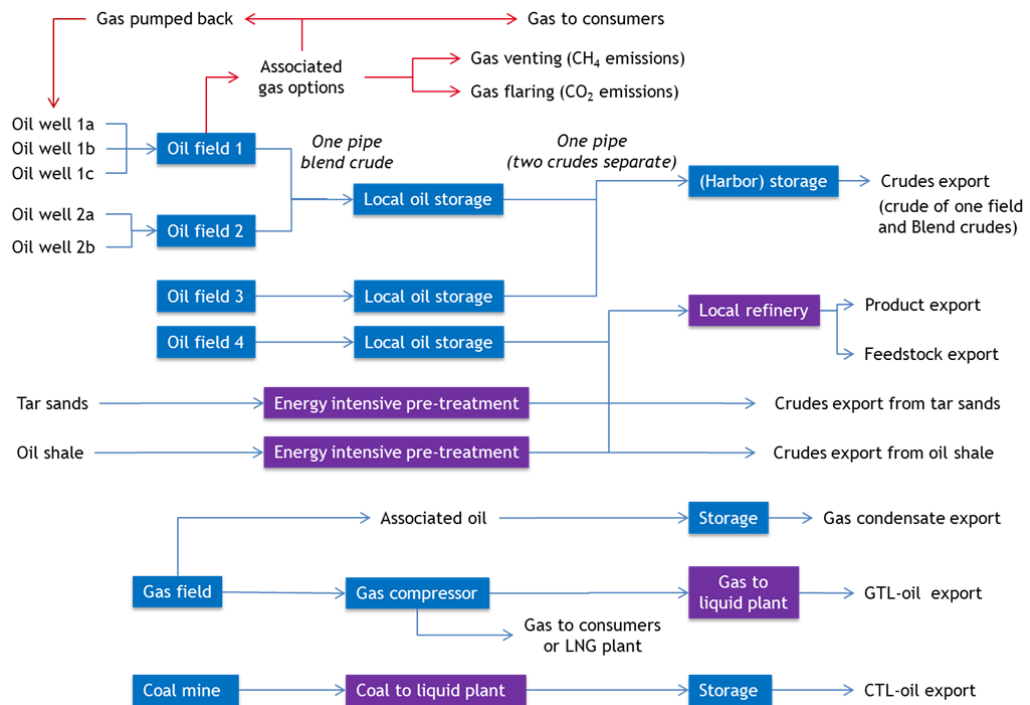 Gas pumped back
Gas to consumers
Associated
gas options
Gas venting (CH₄ emissions)
Gas flaring (CO₂ emissions)
Oil well 1a
Oil well 1b
Oil well 1c
Oil field 1
One pipe
blend crude
One pipe
(two crudes separate)
Local oil storage
(Harbor) storage
Crudes export
(crude of one field
and Blend crudes)
Oil well 2a
Oil well 2b
Oil field 2
Oil field 3
Local oil storage
Oil field 4
Local oil storage
Local refinery
Product export
Feedstock export
Tar sands
Energy intensive pre-treatment
Crudes export from tar sands
Oil shale
Energy intensive pre-treatment
Crudes export from oil shale
Associated oil
Storage
Gas condensate export
Gas field
Gas compressor
Gas to
liquid plant
GTL-oil export
Gas to consumers
or LNG plant
Coal mine
Coal to liquid plant
Storage
CTL-oil export